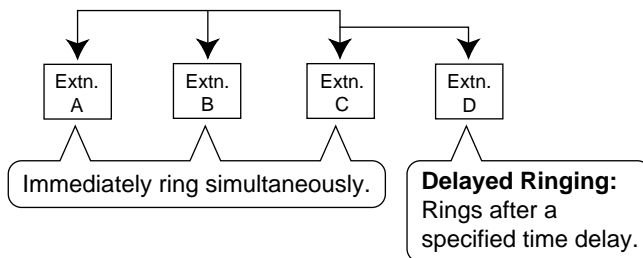 Extn.
A
Extn.
B
Extn.
C
Extn.
D
Immediately ring simultaneously.
Delayed Ringing:
Rings after a
specified time delay.